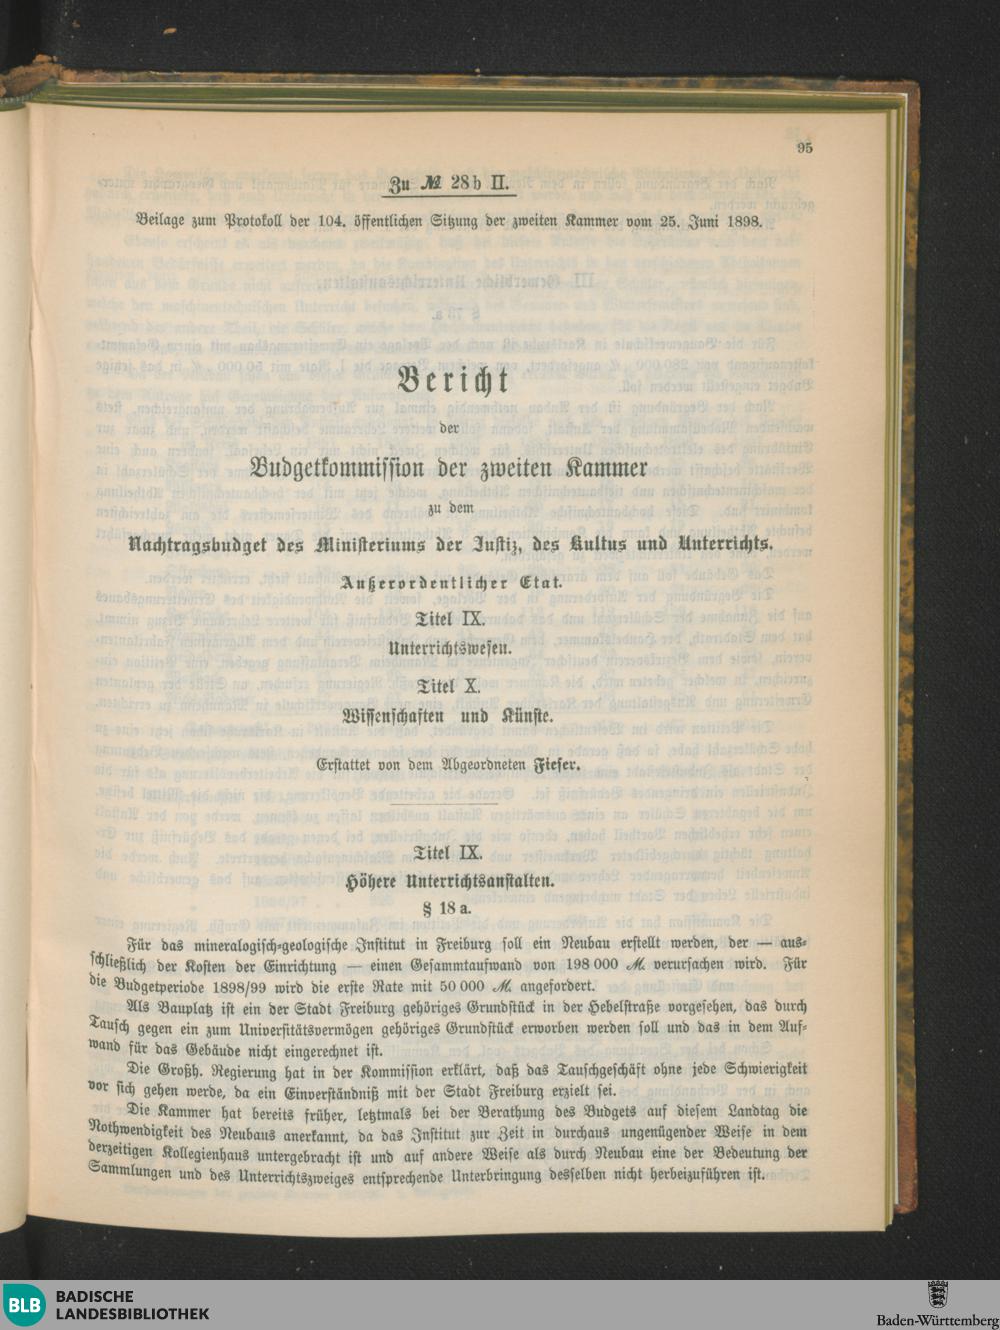 95
Zu № 28b II.
Beilage zum Protokoll der 104. öffentlichen Sitzung der zweiten Kammer vom 25. Juni 1898.
Bericht
der
Budgetkommission der zweiten Kammer
zu dem
Nachtragsbudget des Ministeriums der Justiz, des Kultus und Unterrichts.
Außerordentlicher Etat.
Titel IX.
Unterrichtswesen.
Titel X.
Wissenschaften und Künste.
Erstattet von dem Abgeordneten Fieser.
Titel IX.
Höhere Unterrichtsanstalten.
§ 18 a.
Für das mineralogisch-geologische Institut in Freiburg soll ein Neubau erstellt werden, der — aus-
schließlich der Kosten der Einrichtung — einen Gesammtaufwand von 198 000 M. verursachen wird. Für
die Budgetperiode 1898/99 wird die erste Rate mit 50 000 M. angefordert.
Als Bauplatz ist ein der Stadt Freiburg gehöriges Grundstück in der Hebelstraße vorgesehen, das durch
Tausch gegen ein zum Universitätsvermögen gehöriges Grundstück erworben werden soll und das in dem Auf-
wand für das Gebäude nicht eingerechnet ist.
Die Großh. Regierung hat in der Kommission erklärt, daß das Tauschgeschäft ohne jede Schwierigkeit
vor sich gehen werde, da ein Einverständniß mit der Stadt Freiburg erzielt sei.
Die Kammer hat bereits früher, letztmals bei der Berathung des Budgets auf diesem Landtag die
Nothwendigkeit des Neubaus anerkannt, da das Institut zur Zeit in durchaus ungenügender Weise in dem
derzeitigen Kollegienhaus untergebracht ist und auf andere Weise als durch Neubau eine der Bedeutung der
Sammlungen und des Unterrichtszweiges entsprechende Unterbringung desselben nicht herbeizuführen ist.
BLB
BADISCHE
LANDESBIBLIOTHEK
Baden-Württemberg